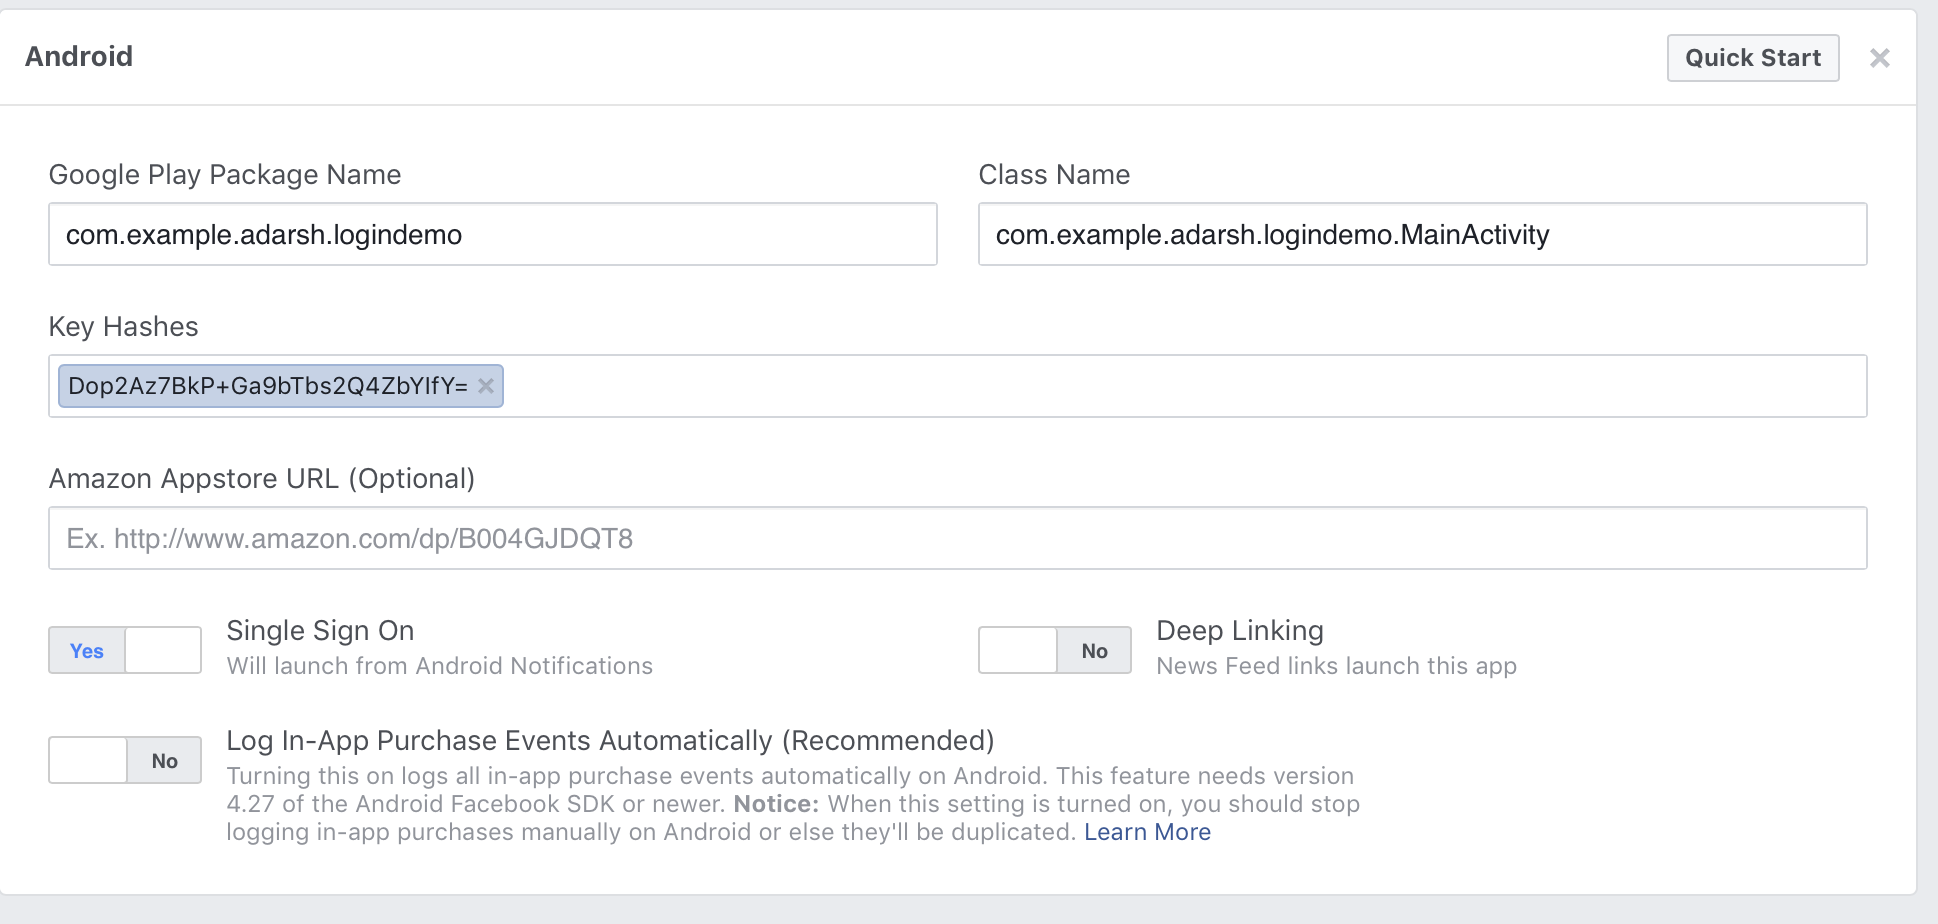 Android
Quick Start
Google Play Package Name
Class Name
com.example.adarsh.logindemo
com.example.adarsh.logindemo.MainActivity
Key Hashes
Dop2Az7BkP+Ga9bTbs2Q4ZbYIfY=
Amazon Appstore URL (Optional)
Ex. http://www.amazon.com/dp/B004GJDQT8
Yes
Single Sign On
Will launch from Android Notifications
No
Deep Linking
News Feed links launch this app
No
Log In-App Purchase Events Automatically (Recommended)
Turning this on logs all in-app purchase events automatically on Android. This feature needs version
4.27 of the Android Facebook SDK or newer. Notice: When this setting is turned on, you should stop
logging in-app purchases manually on Android or else they'll be duplicated. Learn More